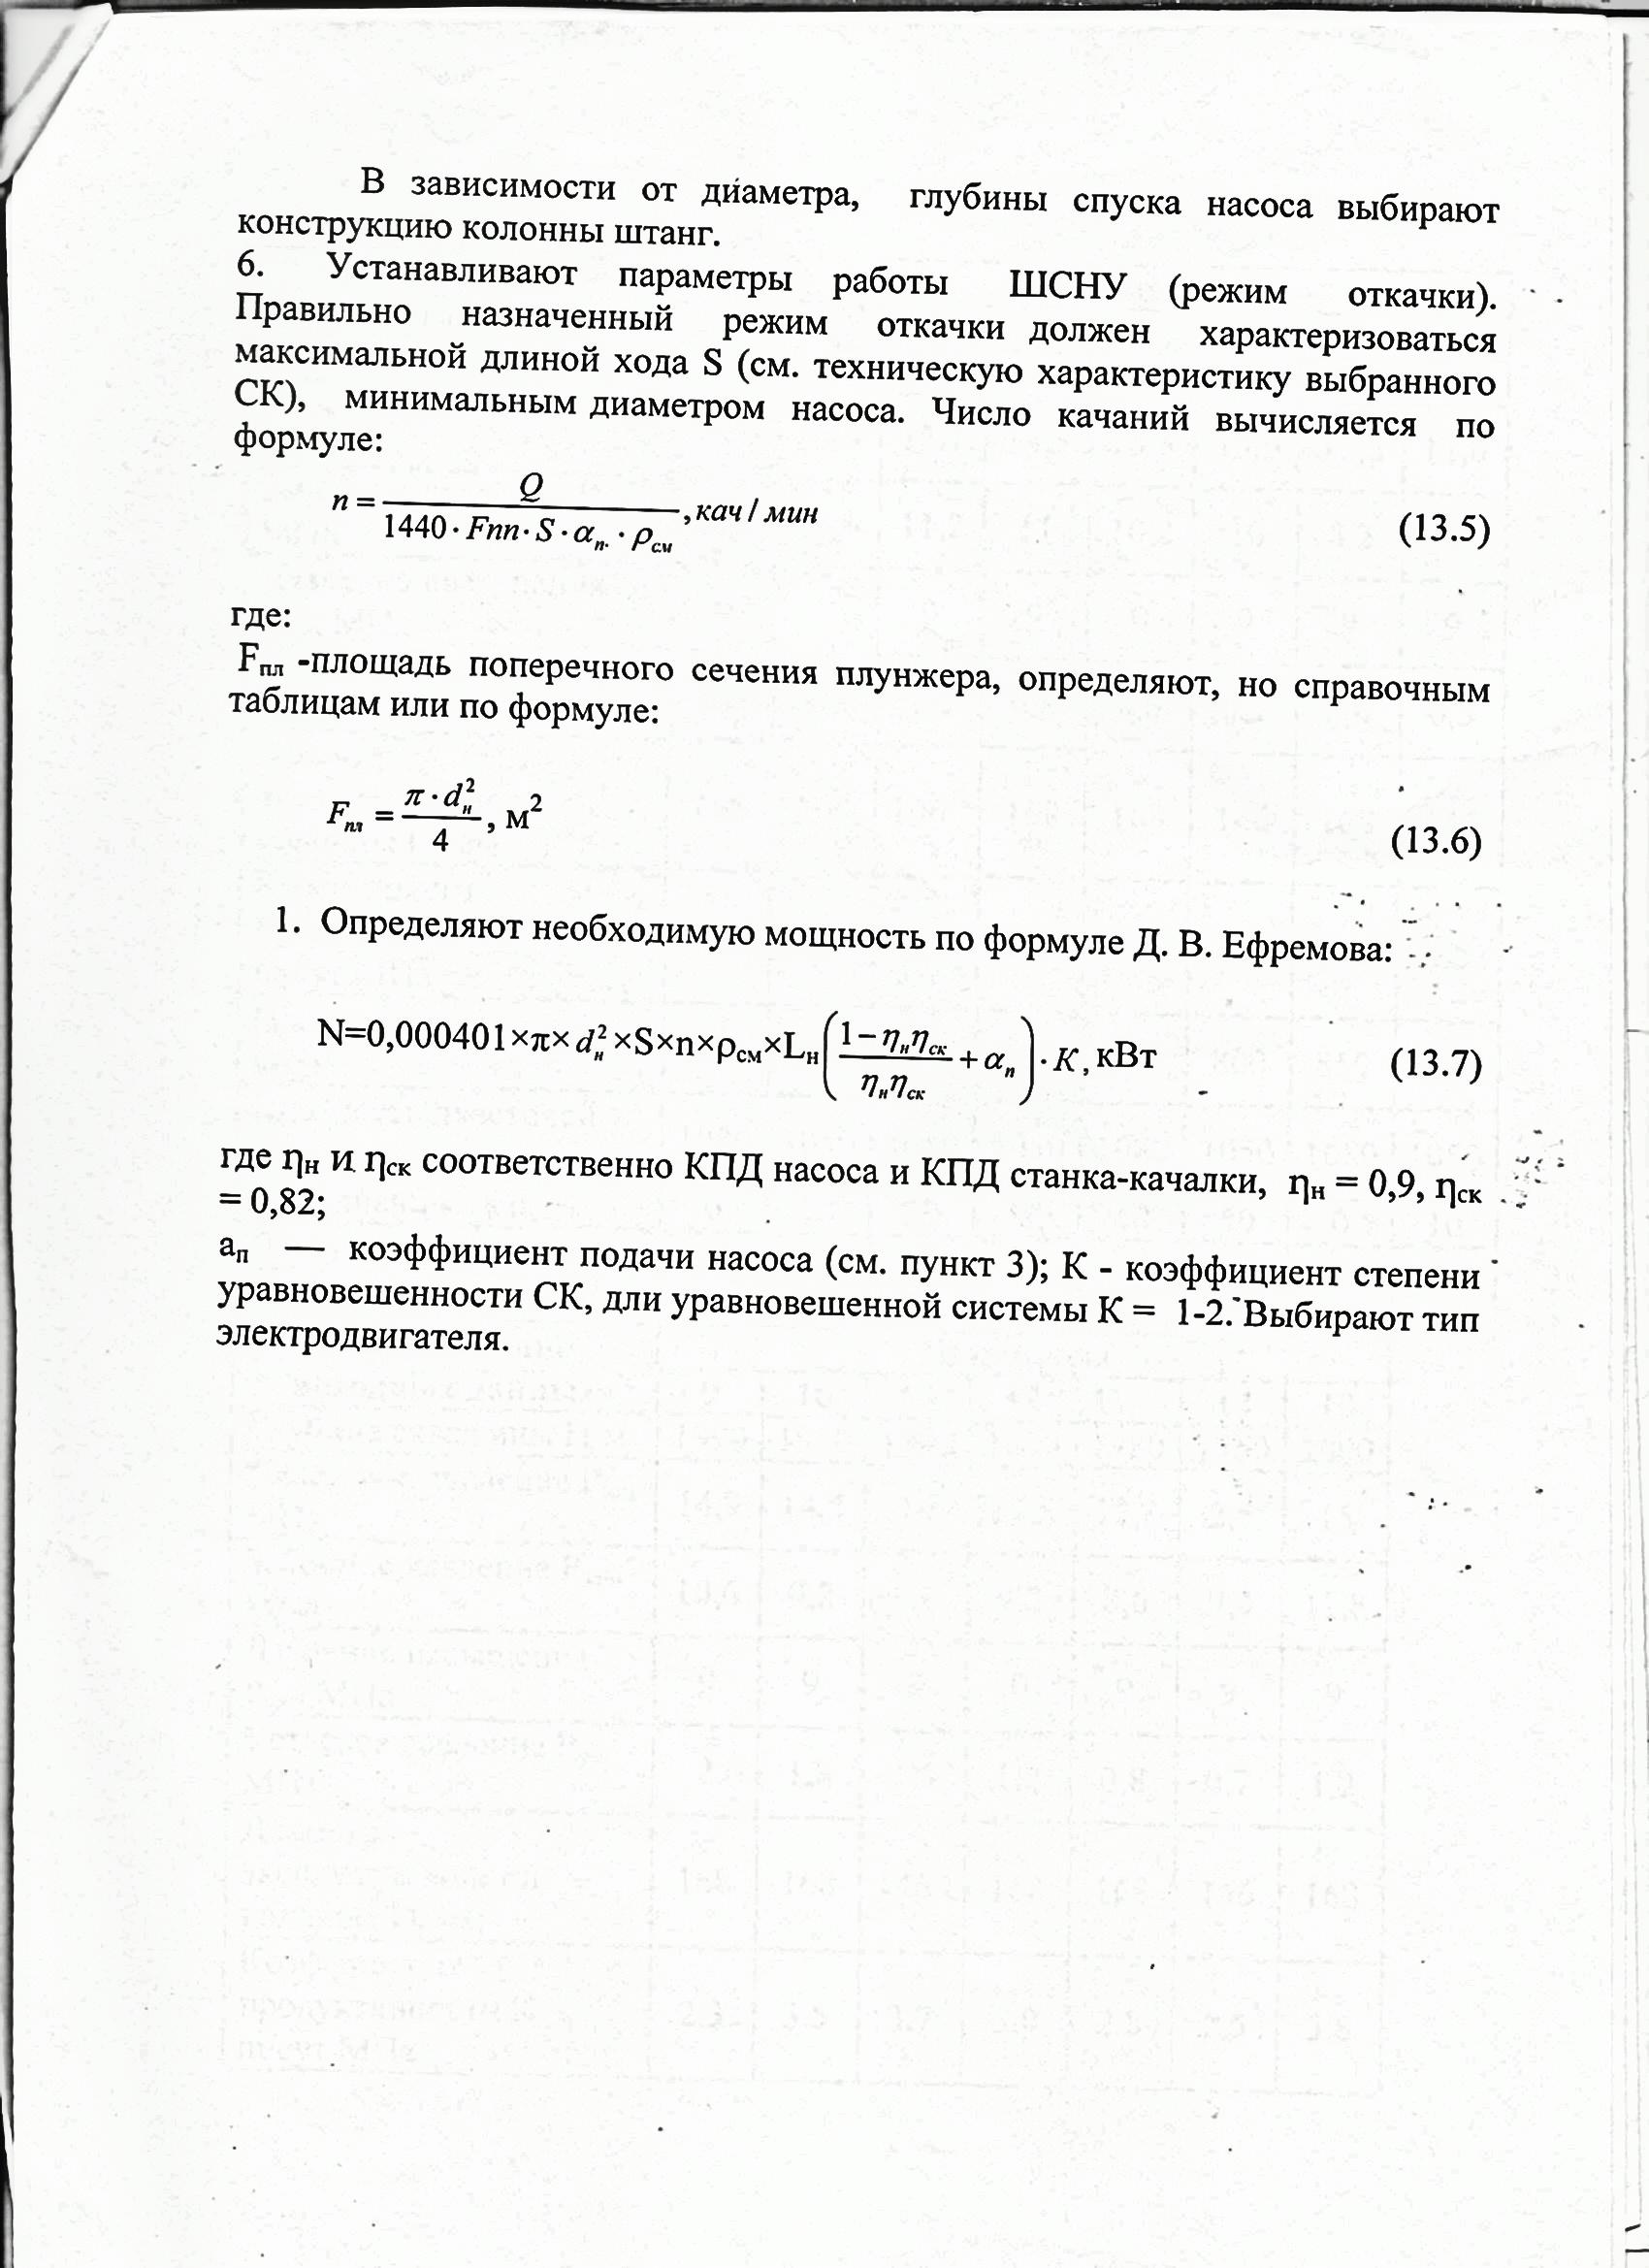 В зависимости от диаметра, глубины спуска насоса выбирают
конструкцию колонны штанг.
6. Устанавливают параметры работы ШСНУ (режим откачки).
Правильно назначенный режим откачки должен характеризоваться
максимальной длиной хода S (см. техническую характеристику выбранного
СК), минимальным диаметром насоса. Число качаний вычисляется по
формуле:
n = Q / (1440 · Fпл · S · α п. · ρ см), кач / мин (13.5)
где:
Fпл -площадь поперечного сечения плунжера, определяют, но справочным
таблицам или по формуле:
Fпл = π · d²н / 4, м² (13.6)
1. Определяют необходимую мощность по формуле Д. В. Ефремова:
N=0,000401×π× d²н ×S×n×ρсм×Lн ((1 − ηнηск) / (ηнηск) + αп) · К, кВт (13.7)
где ηн и ηск соответственно КПД насоса и КПД станка-качалки, ηн = 0,9, ηск
= 0,82;
aп — коэффициент подачи насоса (см. пункт 3); К - коэффициент степени
уравновешенности СК, дли уравновешенной системы К = 1-2. Выбирают тип
электродвигателя.